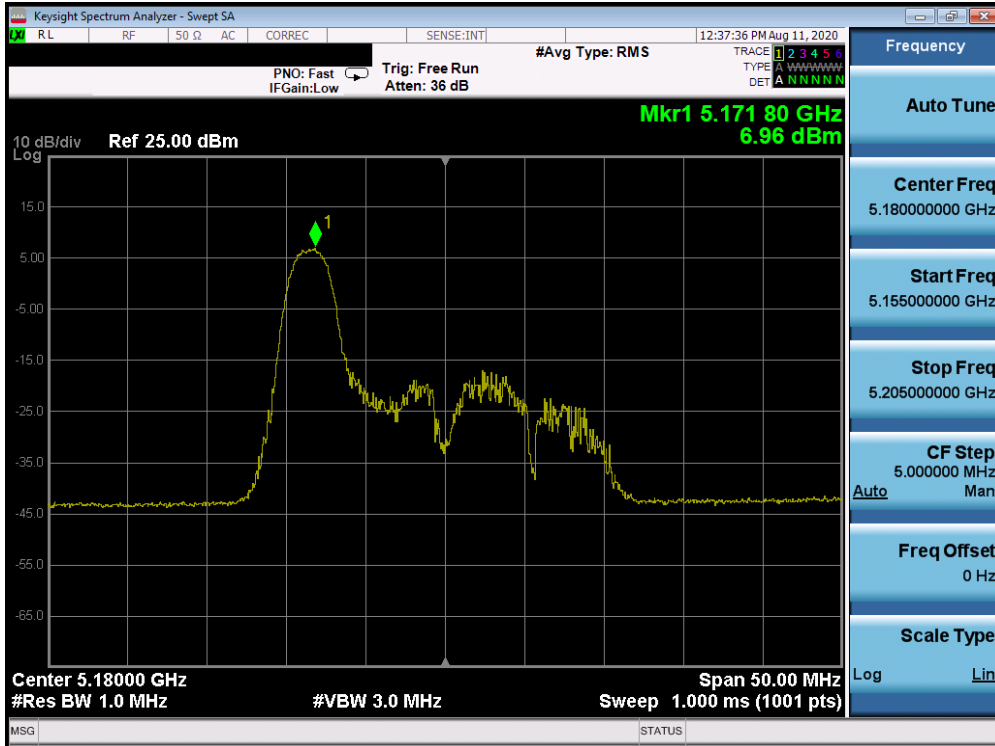 Keysight Spectrum Analyzer - Swept SA
LXI RL RF 50 Ω AC CORREC SENSE:INT 12:37:36 PM Aug 11, 2020
#Avg Type: RMS TRACE 1 2 3 4 5 6
PNO: Fast Trig: Free Run TYPE A WWWWW
IFGain:Low Atten: 36 dB DET A N N N N N
Mkr1 5.171 80 GHz
6.96 dBm
10 dB/div Ref 25.00 dBm
Log
1
15.0
5.00
-5.00
-15.0
-25.0
-35.0
-45.0
-55.0
-65.0
Center 5.18000 GHz Span 50.00 MHz
#Res BW 1.0 MHz #VBW 3.0 MHz Sweep 1.000 ms (1001 pts)
MSG STATUS
Frequency
Auto Tune
Center Freq
5.180000000 GHz
Start Freq
5.155000000 GHz
Stop Freq
5.205000000 GHz
CF Step
5.000000 MHz
Auto Man
Freq Offset
0 Hz
Scale Type
Log Lin